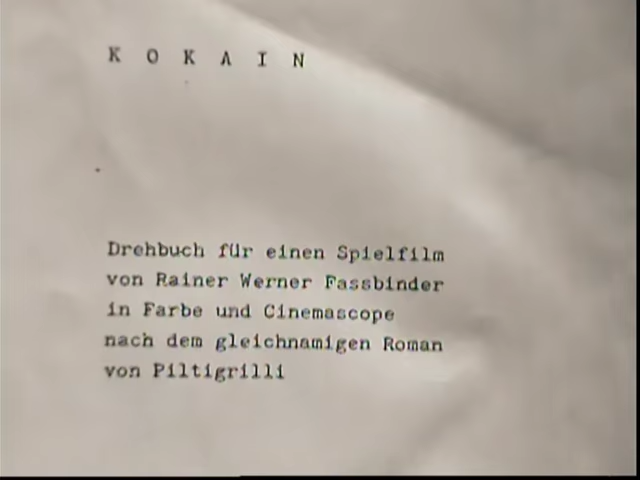 K O K A I N
Drehbuch für einen Spielfilm
von Rainer Werner Fassbinder
in Farbe und Cinemascope
nach dem gleichnamigen Roman
von Piltigrilli